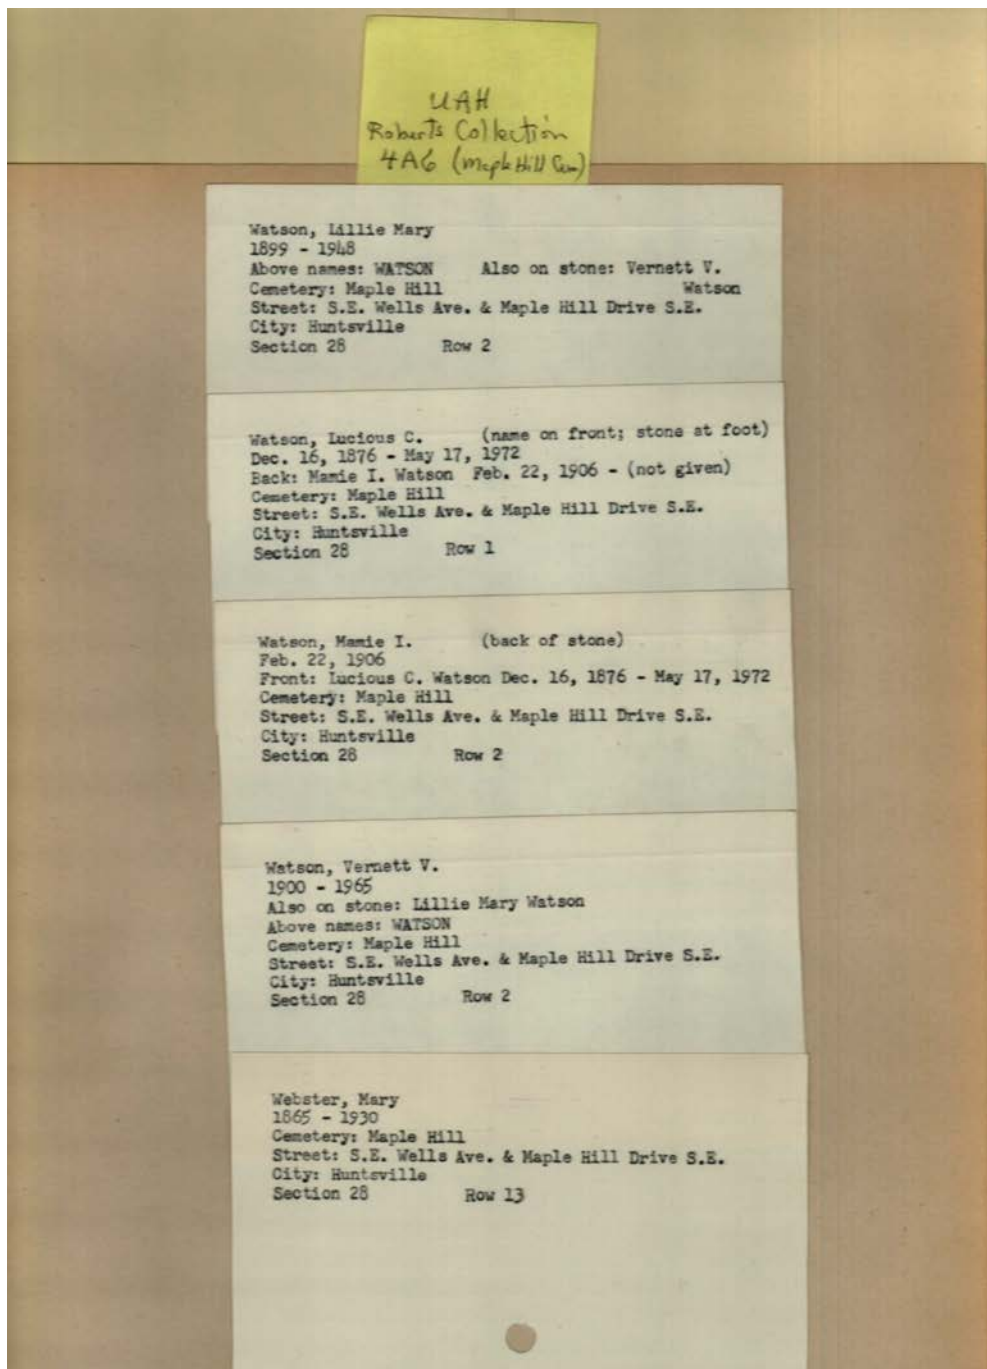 UAH
Roberts Collection
4A6 (Maple Hill Cem)
Watson, Lillie Mary
1899 - 1948
Above names: WATSON Also on stone: Vernett V.
Cemetery: Maple Hill Watson
Street: S.E. Wells Ave. & Maple Hill Drive S.E.
City: Huntsville
Section 28 Row 2
Watson, Lucious C. (name on front; stone at foot)
Dec. 16, 1876 - May 17, 1972
Back: Mamie I. Watson Feb. 22, 1906 - (not given)
Cemetery: Maple Hill
Street: S.E. Wells Ave. & Maple Hill Drive S.E.
City: Huntsville
Section 28 Row 1
Watson, Mamie I. (back of stone)
Feb. 22, 1906
Front: Lucious C. Watson Dec. 16, 1876 - May 17, 1972
Cemetery: Maple Hill
Street: S.E. Wells Ave. & Maple Hill Drive S.E.
City: Huntsville
Section 28 Row 2
Watson, Vernett V.
1900 - 1965
Also on stone: Lillie Mary Watson
Above names: WATSON
Cemetery: Maple Hill
Street: S.E. Wells Ave. & Maple Hill Drive S.E.
City: Huntsville
Section 28 Row 2
Webster, Mary
1865 - 1930
Cemetery: Maple Hill
Street: S.E. Wells Ave. & Maple Hill Drive S.E.
City: Huntsville
Section 28 Row 13